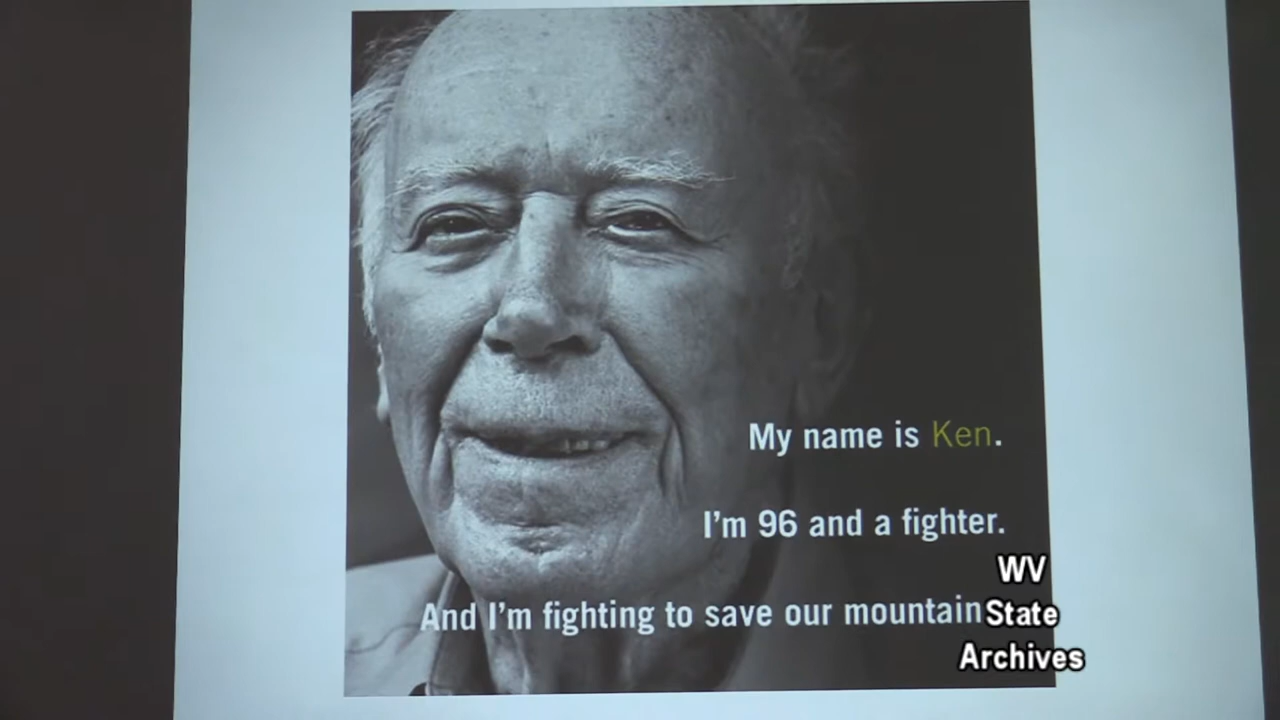 My name is Ken.
I'm 96 and a fighter.
And I'm fighting to save our mountain
WV
State
Archives